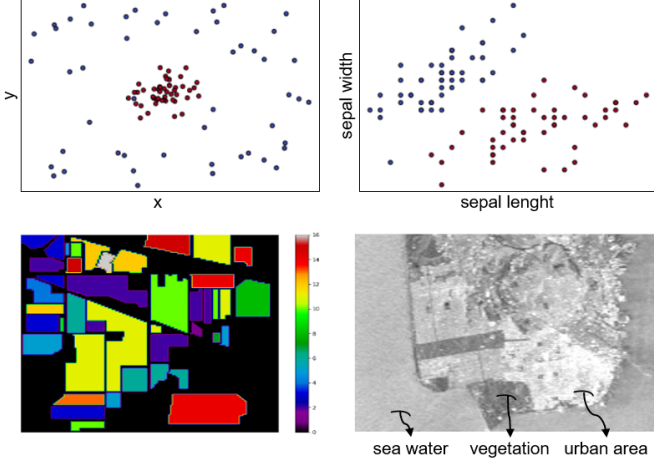 y
x
sepal width
sepal lenght
16
14
12
10
8
6
4
2
0
sea water
vegetation
urban area